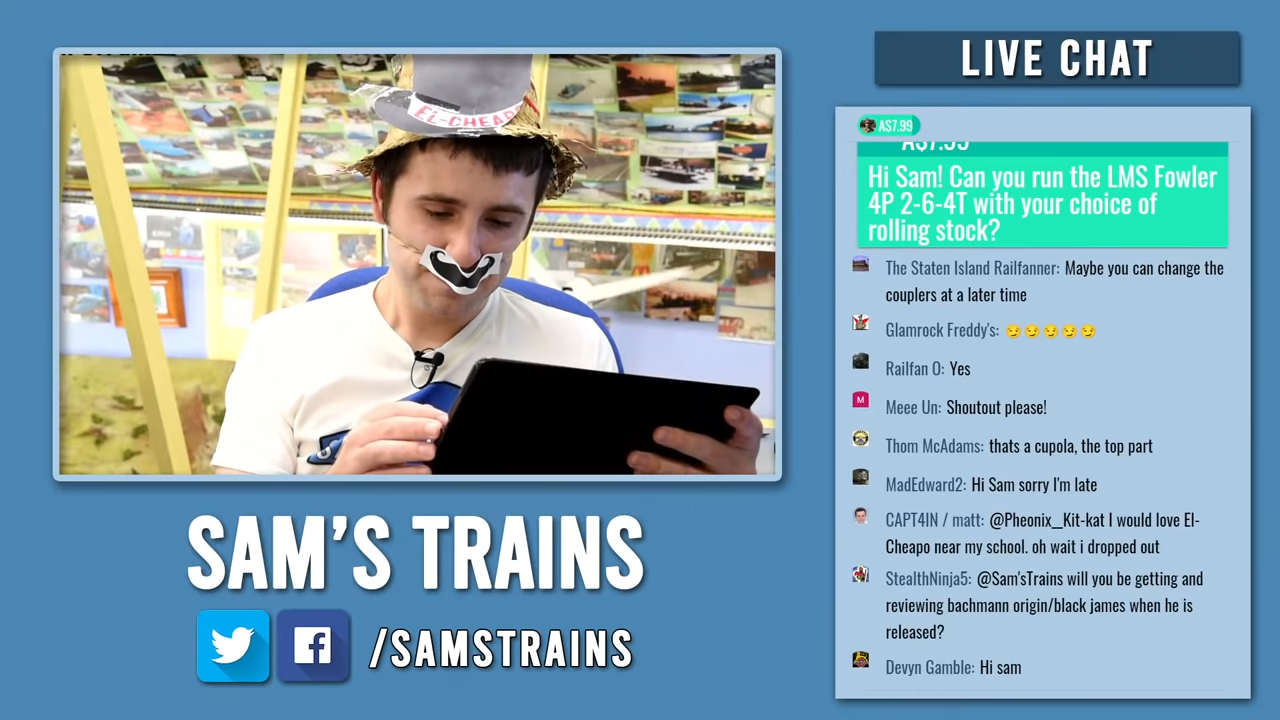 EL-CHEAPO
SAM'S TRAINS
/SAMSTRAINS
LIVE CHAT
A$7.99
A$7.99
Hi Sam! Can you run the LMS Fowler
4P 2-6-4T with your choice of
rolling stock?
The Staten Island Railfanner: Maybe you can change the
couplers at a later time
Glamrock Freddy's: 😏😏😏😏😏
Railfan O: Yes
M
Meee Un: Shoutout please!
Thom McAdams: thats a cupola, the top part
MadEdward2: Hi Sam sorry I'm late
CAPT4IN / matt: @Pheonix_Kit-kat I would love El-
Cheapo near my school. oh wait i dropped out
StealthNinja5: @Sam'sTrains will you be getting and
reviewing bachmann origin/black james when he is
released?
Devyn Gamble: Hi sam